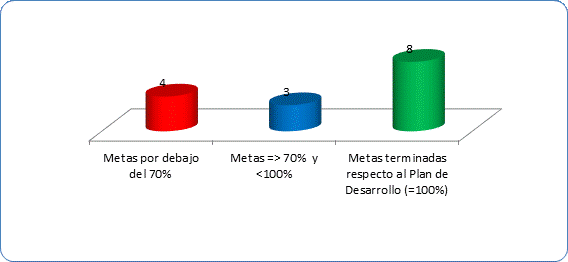 4
3
8
Metas por debajo
del 70%
Metas => 70% y
<100%
Metas terminadas
respecto al Plan de
Desarrollo (=100%)